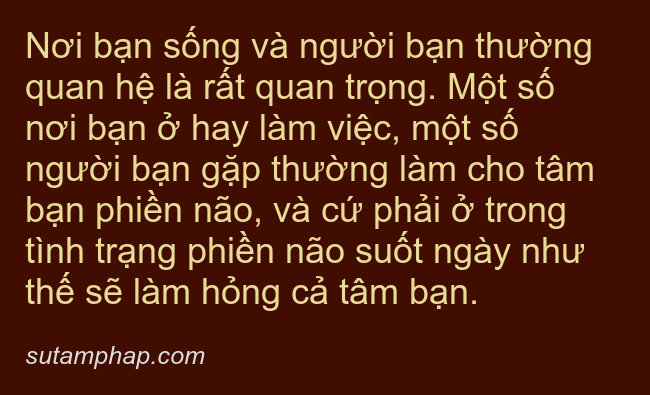 Nơi bạn sống và người bạn thường
quan hệ là rất quan trọng. Một số
nơi bạn ở hay làm việc, một số
người bạn gặp thường làm cho tâm
bạn phiền não, và cứ phải ở trong
tình trạng phiền não suốt ngày như
thế sẽ làm hỏng cả tâm bạn.
sutamphap.com